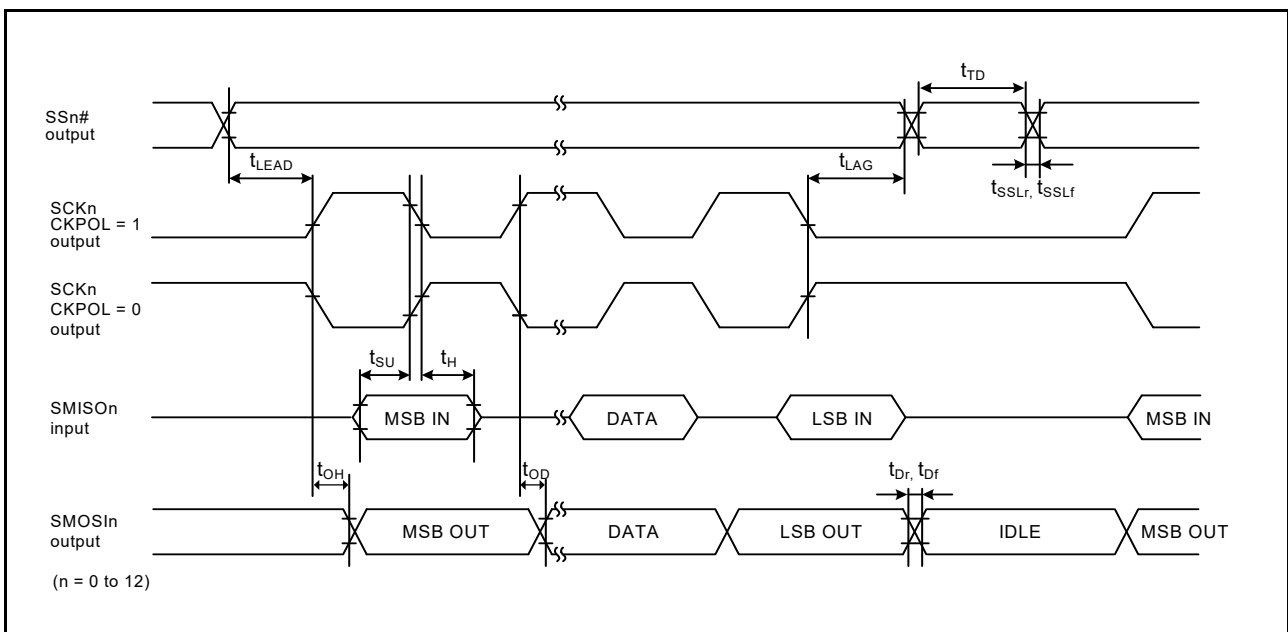 tTD
SSn#
output
tLEAD
tLAG
tSSLr, tSSLf
SCKn
CKPOL = 1
output
SCKn
CKPOL = 0
output
tSU
tH
SMISOn
input
MSB IN
DATA
LSB IN
MSB IN
tOH
tOD
tDr, tDf
SMOSIn
output
MSB OUT
DATA
LSB OUT
IDLE
MSB OUT
(n = 0 to 12)